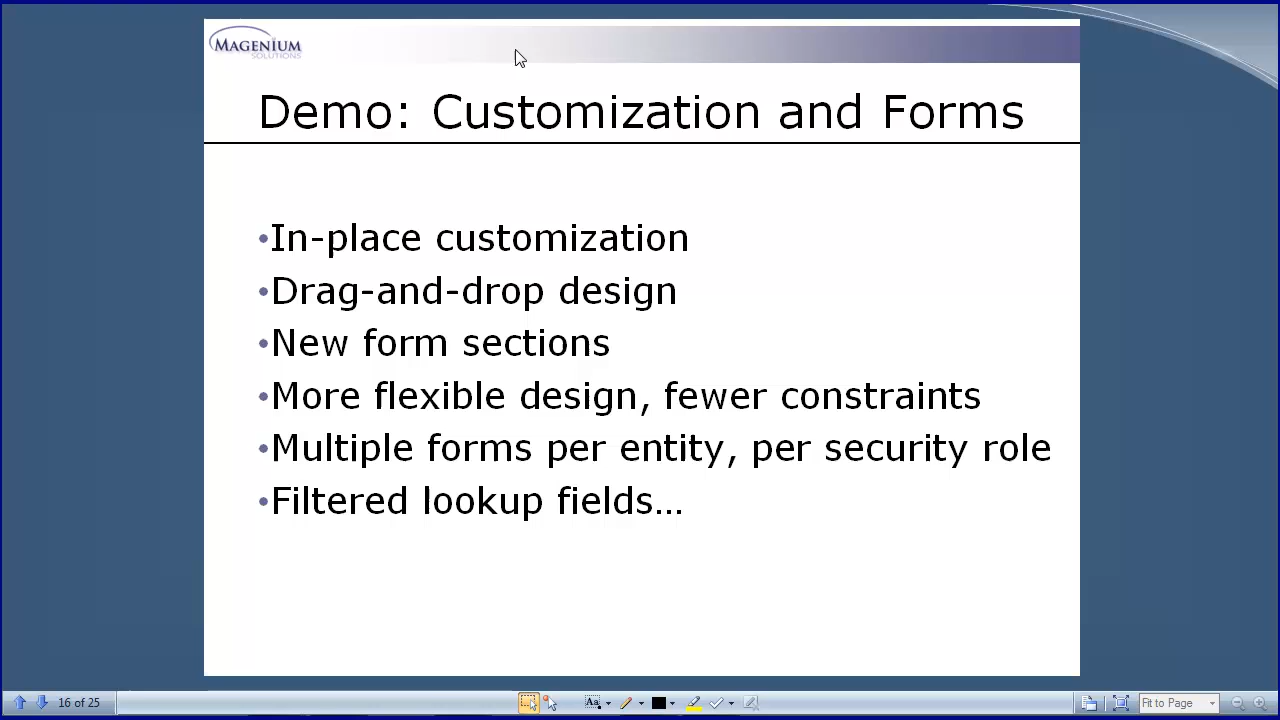 MAGENIUM
SOLUTIONS
Demo: Customization and Forms
•In-place customization
•Drag-and-drop design
•New form sections
•More flexible design, fewer constraints
•Multiple forms per entity, per security role
•Filtered lookup fields…
16 of 25
Aa
Fit to Page